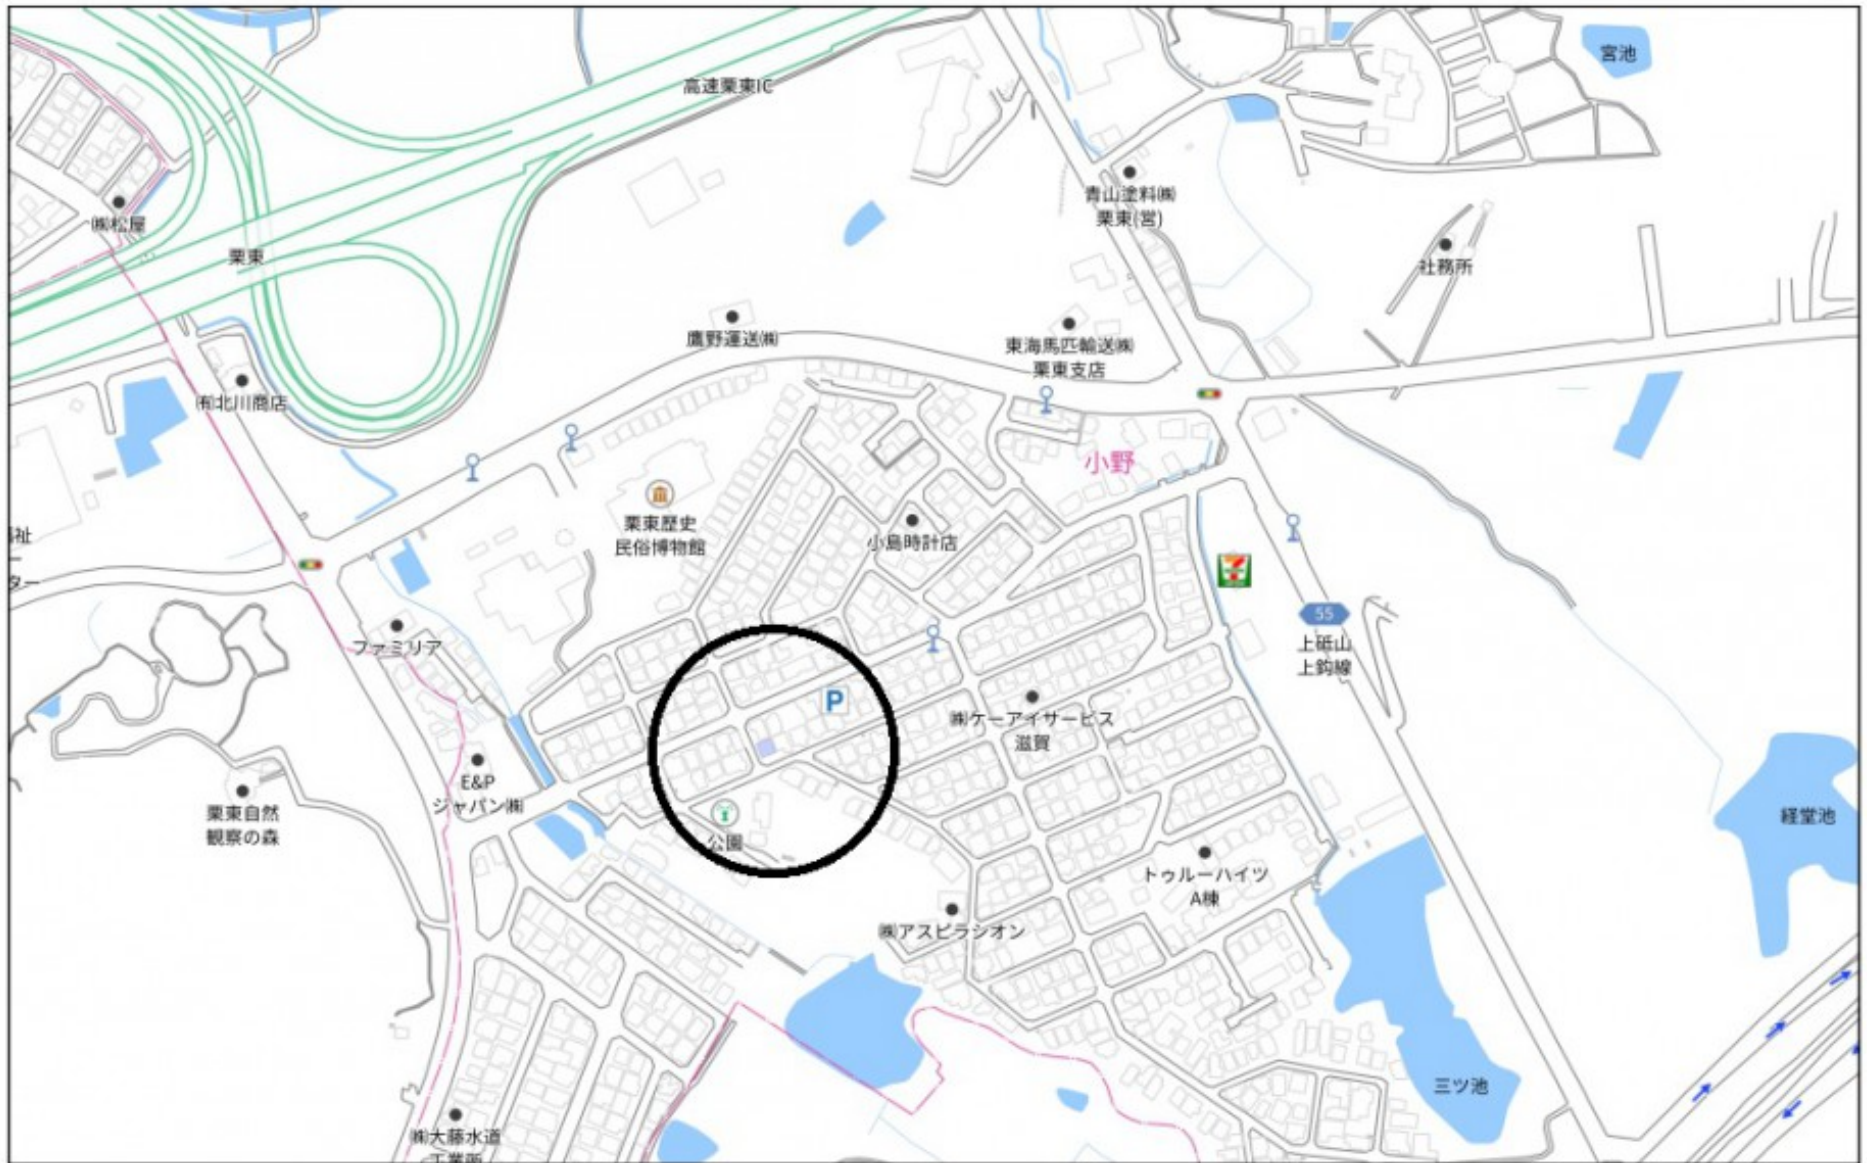 宮池
高速栗東IC
青山塗料㈱
栗東(営)
㈱松屋
栗東
社務所
鷹野運送㈱
東海馬匹輸送㈱
栗東支店
㈲北川商店
小野
栗東歴史
民俗博物館
小島時計店
祉
ター
55
上砥山
上鈎線
ファミリア
P
㈱ケーアイサービス
滋賀
E&P
ジャパン㈱
栗東自然
観察の森
公園
経堂池
トゥルーハイツ
A棟
㈱アスピラシオン
三ツ池
㈱大藤水道
工業所